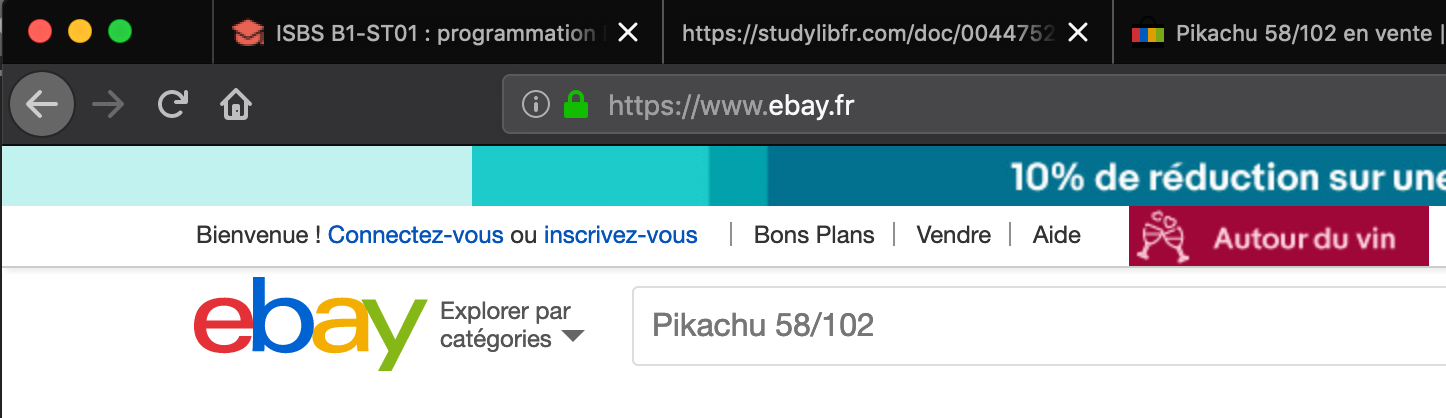 ISBS B1-ST01 : programmation
https://studylibfr.com/doc/0044752
Pikachu 58/102 en vente |
https://www.ebay.fr
10% de réduction sur une
Bienvenue ! Connectez-vous ou inscrivez-vous | Bons Plans | Vendre | Aide
Autour du vin
ebay
Explorer par
catégories
Pikachu 58/102